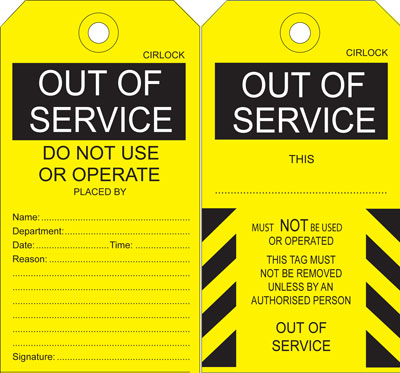 CIRLOCK
OUT OF
SERVICE
DO NOT USE
OR OPERATE
PLACED BY
Name:
Department:
Date: Time:
Reason:
Signature:
CIRLOCK
OUT OF
SERVICE
THIS
MUST NOT BE USED
OR OPERATED
THIS TAG MUST
NOT BE REMOVED
UNLESS BY AN
AUTHORISED PERSON
OUT OF
SERVICE